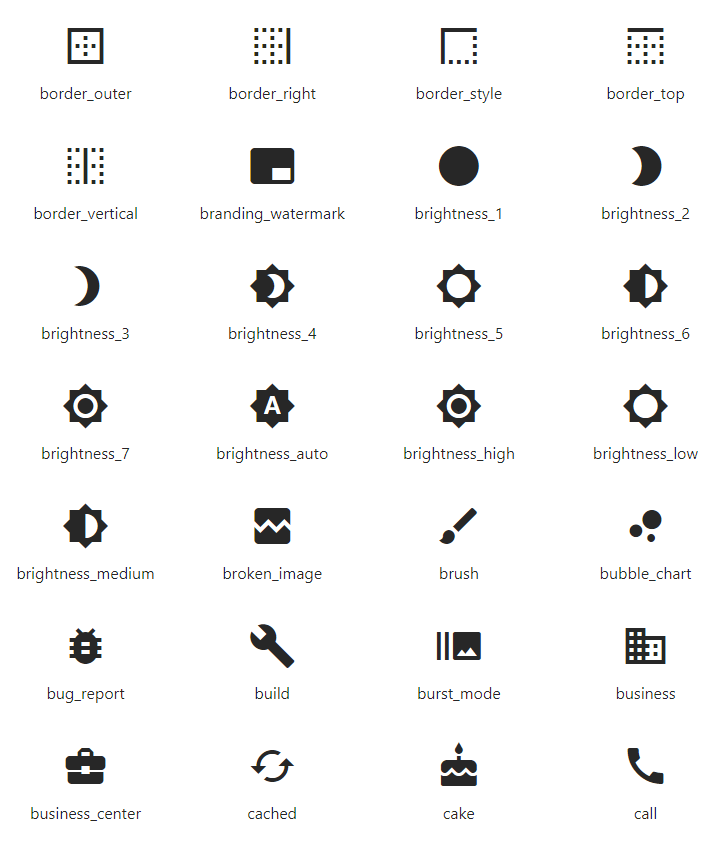 border_outer border_right border_style border_top
border_vertical branding_watermark brightness_1 brightness_2
brightness_3 brightness_4 brightness_5 brightness_6
A
brightness_7 brightness_auto brightness_high brightness_low
brightness_medium broken_image brush bubble_chart
bug_report build burst_mode business
business_center cached cake call